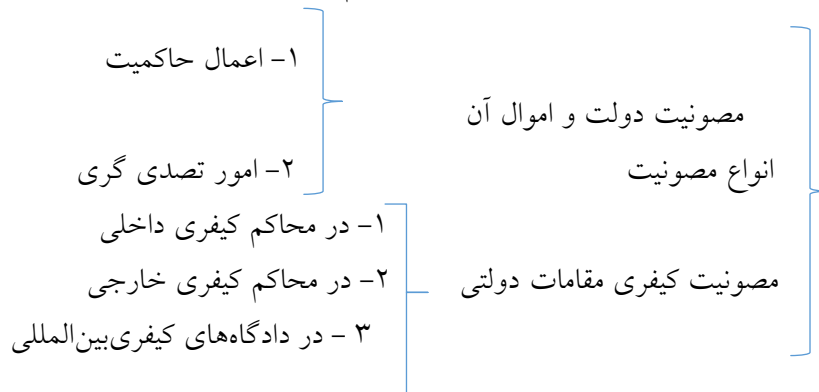 ۱- اعمال حاکمیت
مصونیت دولت و اموال آن
۲- امور تصدی گری
انواع مصونیت
۱- در محاکم کیفری داخلی
مصونیت کیفری مقامات دولتی
۲- در محاکم کیفری خارجی
۳ - در دادگاه‌های کیفری‌بین‌المللی